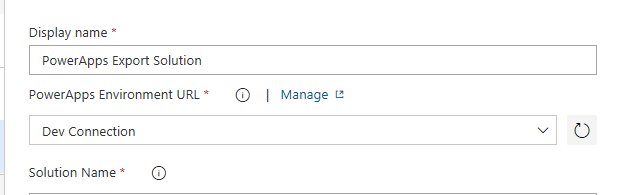 Display name *
PowerApps Export Solution
PowerApps Environment URL * | Manage
Dev Connection
Solution Name *